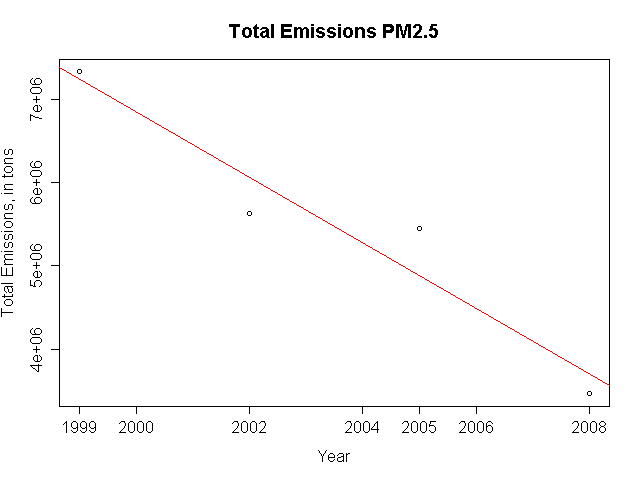 Total Emissions PM2.5
Total Emissions, in tons
7e+06
6e+06
5e+06
4e+06
1999 2000 2002 2004 2005 2006 2008
Year